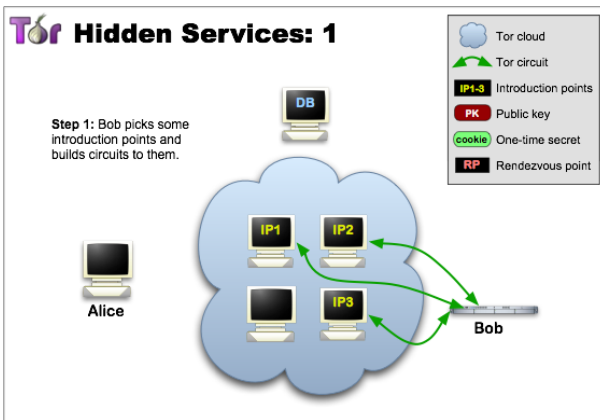 Tor Hidden Services: 1
Tor cloud
Tor circuit
IP1-3 Introduction points
PK Public key
cookie One-time secret
RP Rendezvous point
DB
Step 1: Bob picks some
introduction points and
builds circuits to them.
IP1 IP2
Alice
IP3
Bob